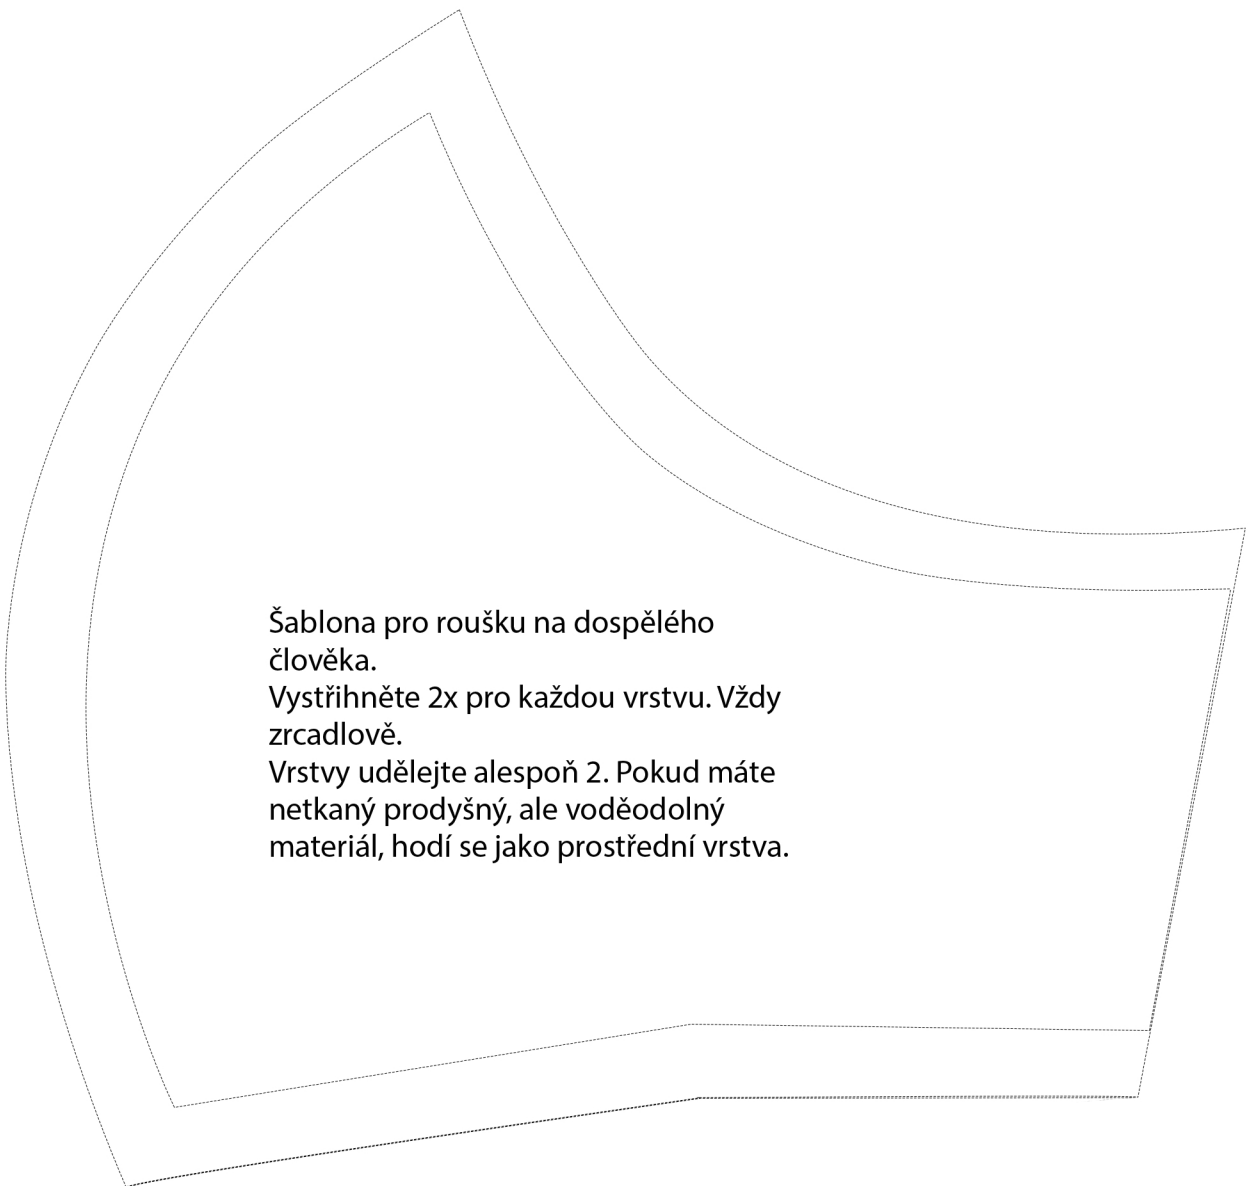 Šablona pro roušku na dospělého
člověka.
Vystřihněte 2x pro každou vrstvu. Vždy
zrcadlově.
Vrstvy udělejte alespoň 2. Pokud máte
netkaný prodyšný, ale voděodolný
materiál, hodí se jako prostřední vrstva.